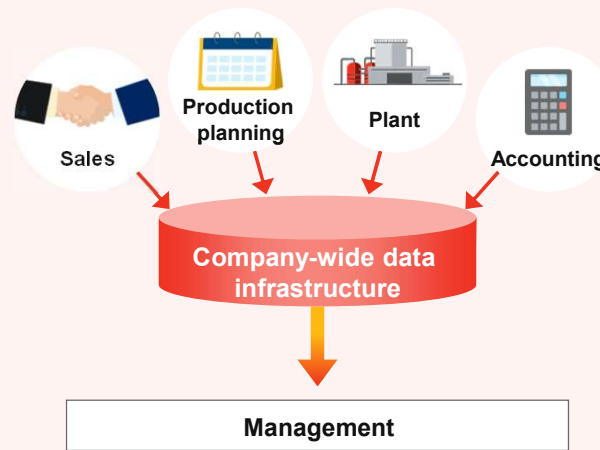 Sales
Production
planning
Plant
Accounting
Company-wide data
infrastructure
Management